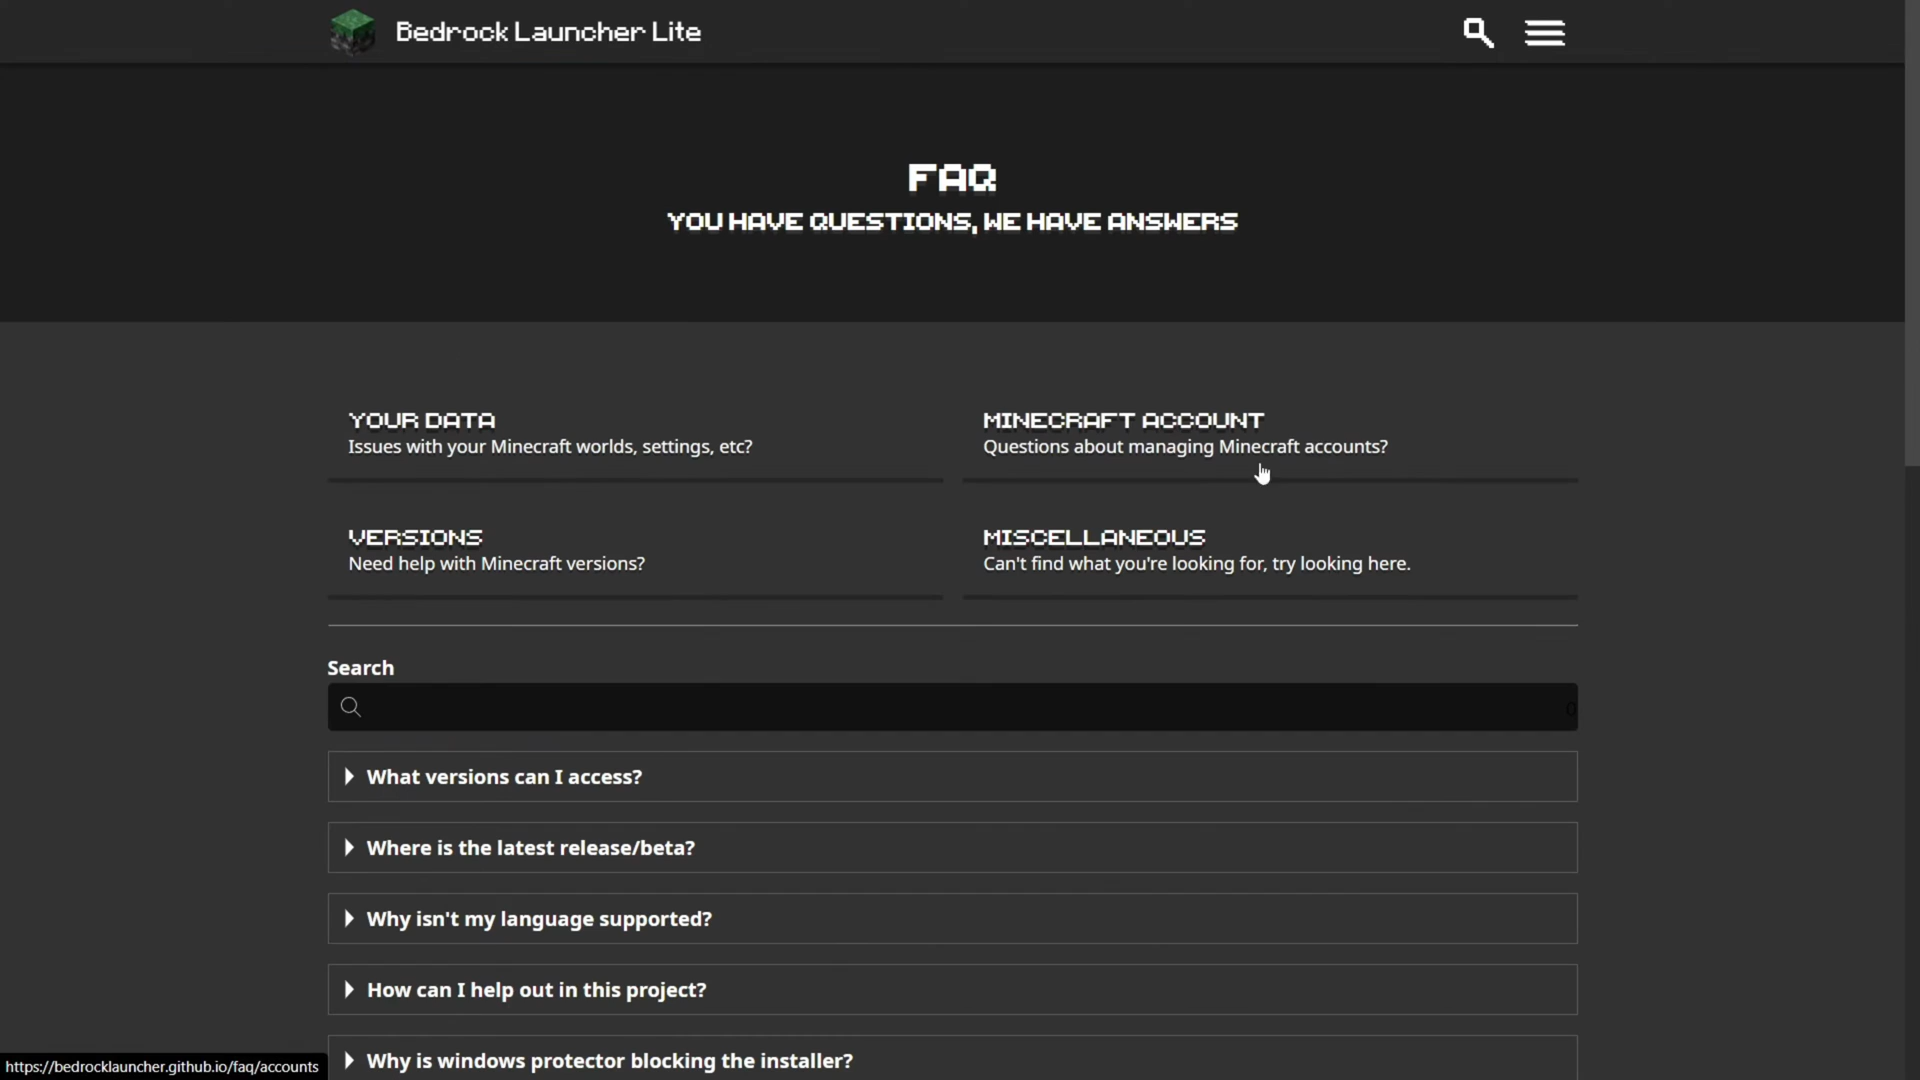 Bedrock Launcher Lite
FAQ
YOU HAVE QUESTIONS, WE HAVE ANSWERS
YOUR DATA
Issues with your Minecraft worlds, settings, etc?
MINECRAFT ACCOUNT
Questions about managing Minecraft accounts?
VERSIONS
Need help with Minecraft versions?
MISCELLANEOUS
Can't find what you're looking for, try looking here.
Search
0
What versions can I access?
Where is the latest release/beta?
Why isn't my language supported?
How can I help out in this project?
Why is windows protector blocking the installer?
https://bedrocklauncher.github.io/faq/accounts